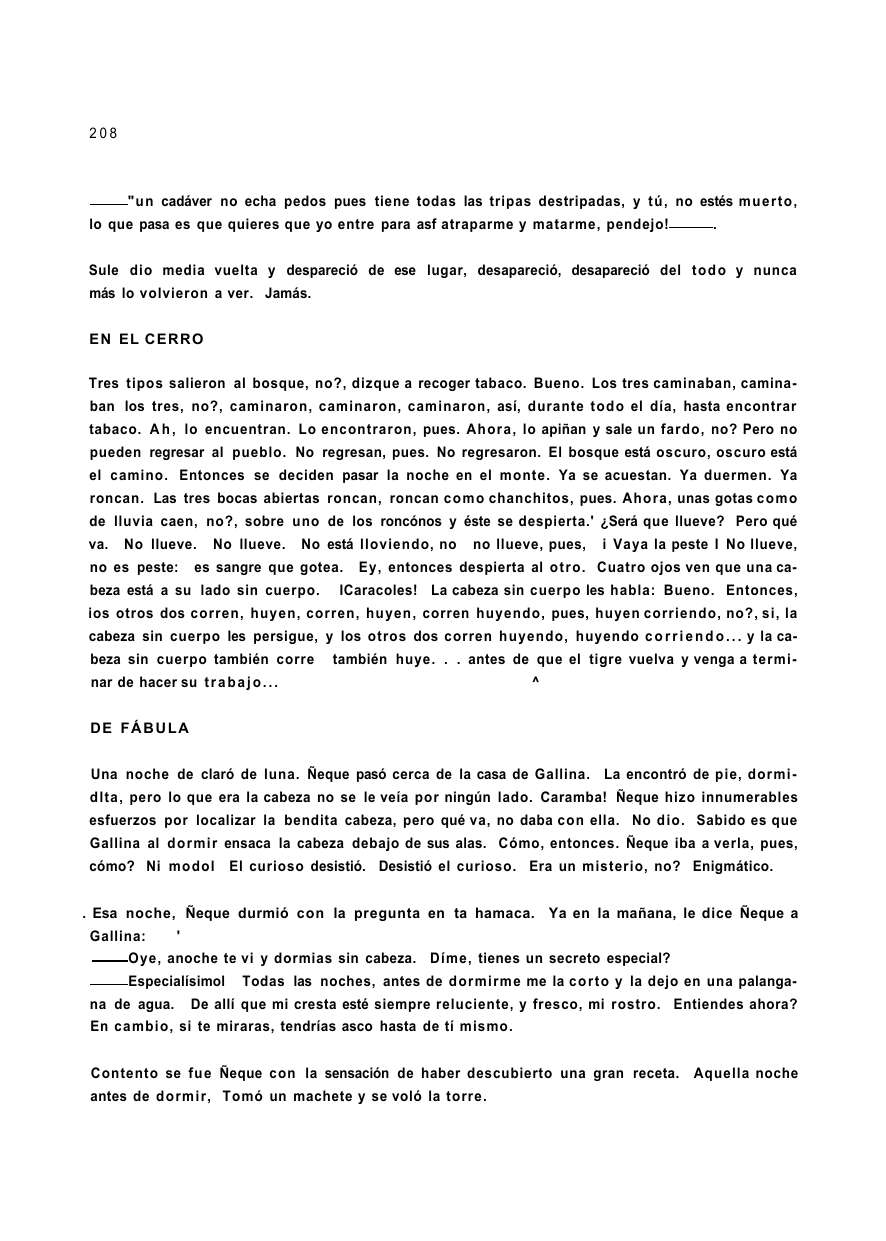 208
____"un cadáver no echa pedos pues tiene todas las tripas destripadas, y tú, no estés muerto,
lo que pasa es que quieres que yo entre para asf atraparme y matarme, pendejo!____.
Sule dio media vuelta y despareció de ese lugar, desapareció, desapareció del todo y nunca
más lo volvieron a ver. Jamás.
EN EL CERRO
Tres tipos salieron al bosque, no?, dizque a recoger tabaco. Bueno. Los tres caminaban, camina-
ban los tres, no?, caminaron, caminaron, caminaron, así, durante todo el día, hasta encontrar
tabaco. Ah, lo encuentran. Lo encontraron, pues. Ahora, lo apiñan y sale un fardo, no? Pero no
pueden regresar al pueblo. No regresan, pues. No regresaron. El bosque está oscuro, oscuro está
el camino. Entonces se deciden pasar la noche en el monte. Ya se acuestan. Ya duermen. Ya
roncan. Las tres bocas abiertas roncan, roncan como chanchitos, pues. Ahora, unas gotas como
de lluvia caen, no?, sobre uno de los roncónos y éste se despierta.' ¿Será que llueve? Pero qué
va. No llueve. No llueve. No está lloviendo, no no llueve, pues, i Vaya la peste I No llueve,
no es peste: es sangre que gotea. Ey, entonces despierta al otro. Cuatro ojos ven que una ca-
beza está a su lado sin cuerpo. ICaracoles! La cabeza sin cuerpo les habla: Bueno. Entonces,
ios otros dos corren, huyen, corren, huyen, corren huyendo, pues, huyen corriendo, no?, si, la
cabeza sin cuerpo les persigue, y los otros dos corren huyendo, huyendo corriendo... y la ca-
beza sin cuerpo también corre también huye. . . antes de que el tigre vuelva y venga a termi-
nar de hacer su trabajo... ^
DE FÁBULA
Una noche de claró de luna. Ñeque pasó cerca de la casa de Gallina. La encontró de pie, dormi-
dIta, pero lo que era la cabeza no se le veía por ningún lado. Caramba! Ñeque hizo innumerables
esfuerzos por localizar la bendita cabeza, pero qué va, no daba con ella. No dio. Sabido es que
Gallina al dormir ensaca la cabeza debajo de sus alas. Cómo, entonces. Ñeque iba a verla, pues,
cómo? Ni modol El curioso desistió. Desistió el curioso. Era un misterio, no? Enigmático.
. Esa noche, Ñeque durmió con la pregunta en ta hamaca. Ya en la mañana, le dice Ñeque a
Gallina: '
____Oye, anoche te vi y dormias sin cabeza. Díme, tienes un secreto especial?
____Especialísimol Todas las noches, antes de dormirme me la corto y la dejo en una palanga-
na de agua. De allí que mi cresta esté siempre reluciente, y fresco, mi rostro. Entiendes ahora?
En cambio, si te miraras, tendrías asco hasta de tí mismo.
Contento se fue Ñeque con la sensación de haber descubierto una gran receta. Aquella noche
antes de dormir, Tomó un machete y se voló la torre.